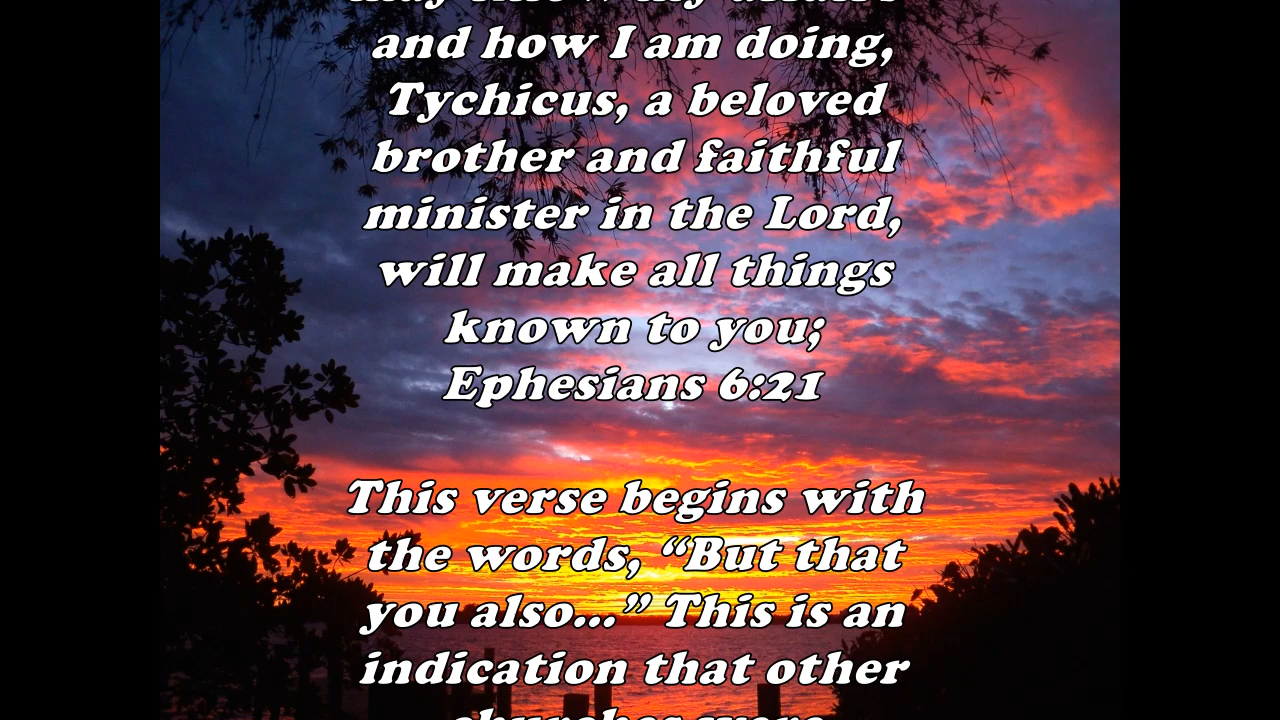 and how I am doing,
Tychicus, a beloved
brother and faithful
minister in the Lord,
will make all things
known to you;
Ephesians 6:21
This verse begins with
the words, “But that
you also...” This is an
indication that other